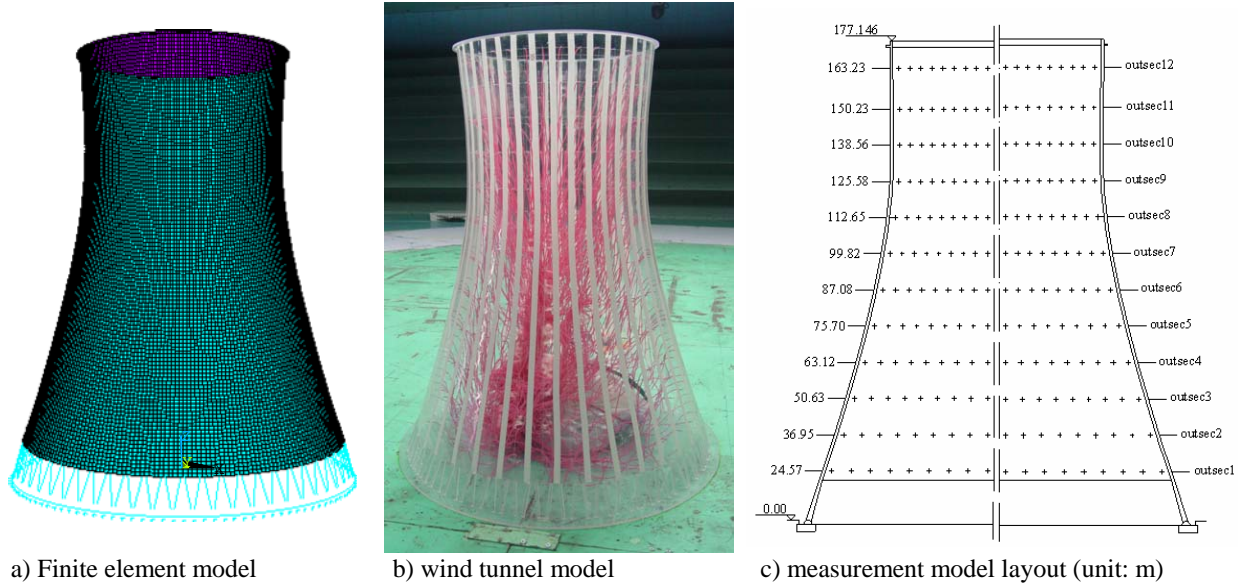 177.146
163.23
outsec12
150.23
outsec11
138.56
outsec10
125.58
outsec9
112.65
outsec8
99.82
outsec7
87.08
outsec6
75.70
outsec5
63.12
outsec4
50.63
outsec3
36.95
outsec2
24.57
outsec1
0.00
a) Finite element model
b) wind tunnel model
c) measurement model layout (unit: m)